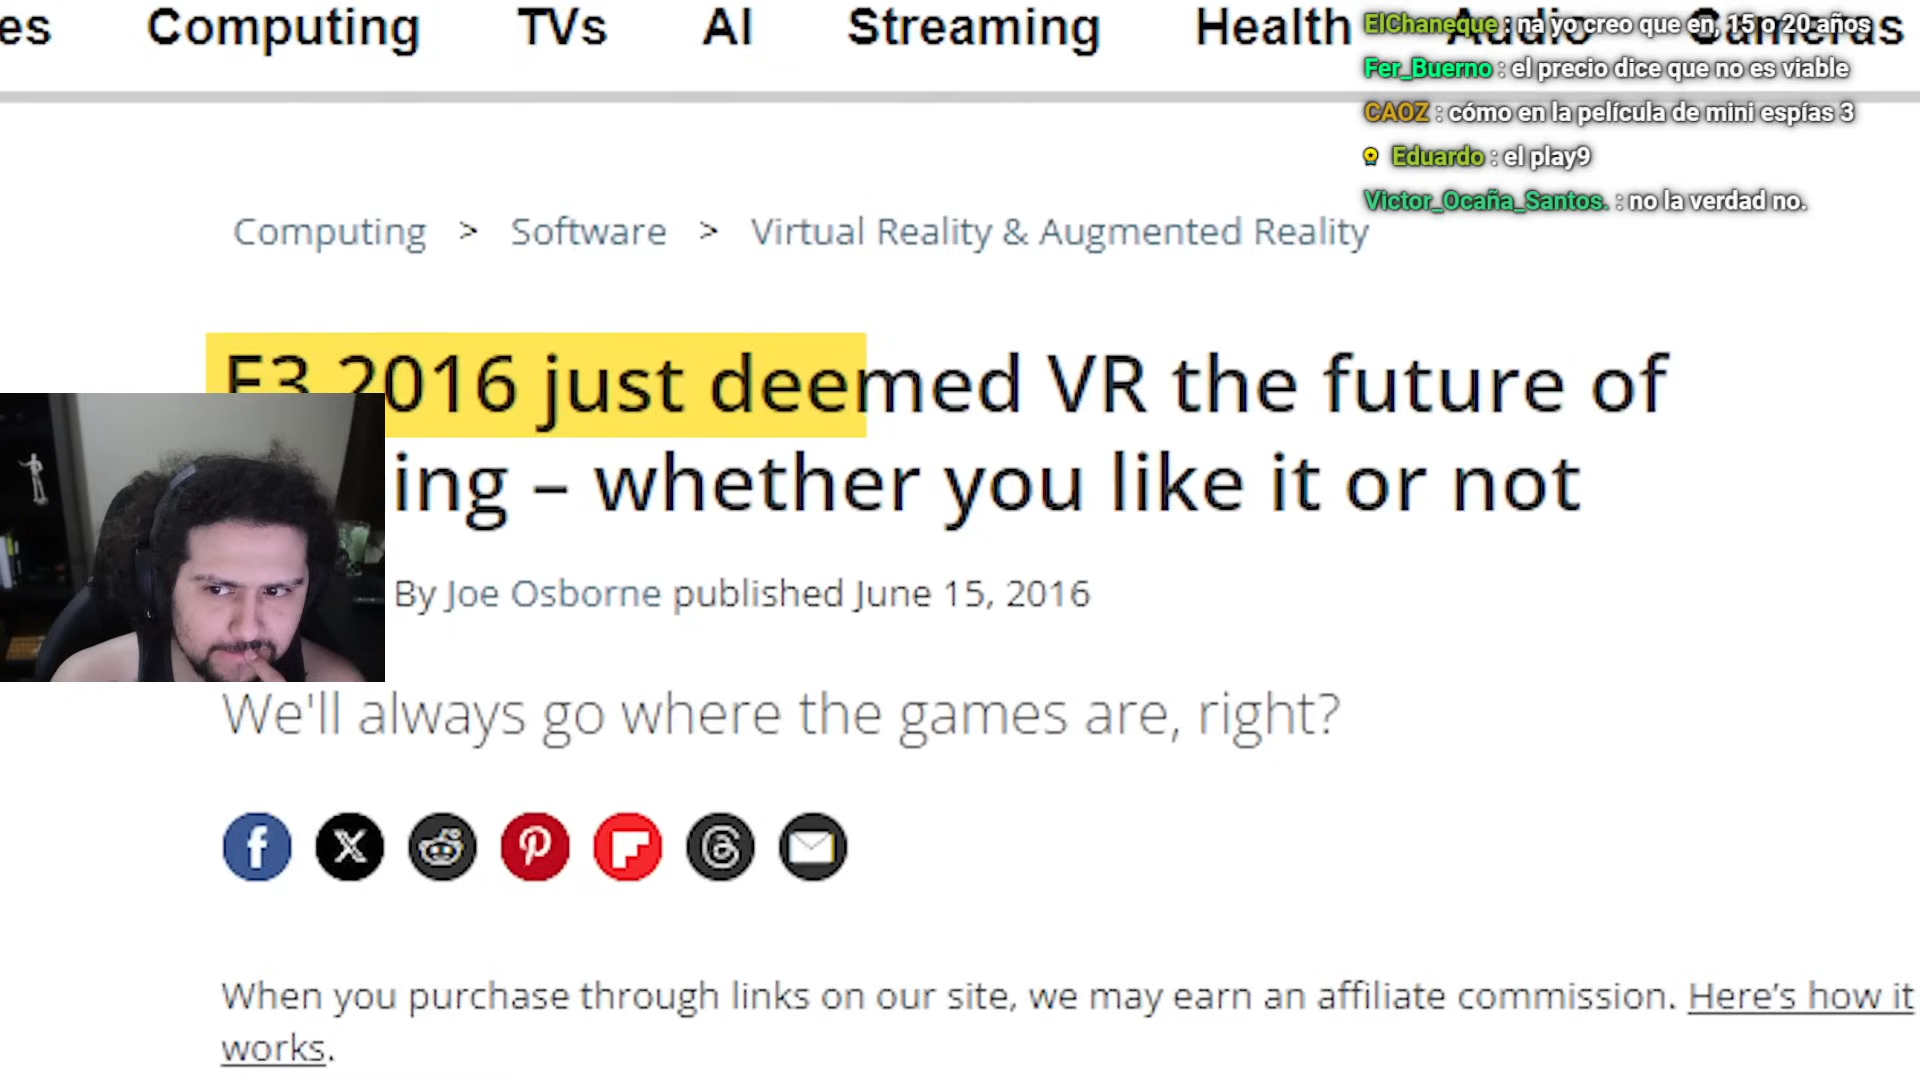 es Computing TVs AI Streaming Health Audio Cameras
ElChaneque : na yo creo que en, 15 o 20 años
Fer_Buerno : el precio dice que no es viable
CAOZ : cómo en la película de mini espías 3
Eduardo : el play9
Victor_Ocaña_Santos. : no la verdad no.
Computing > Software > Virtual Reality & Augmented Reality
E3 2016 just deemed VR the future of
ing – whether you like it or not
By Joe Osborne published June 15, 2016
We'll always go where the games are, right?
When you purchase through links on our site, we may earn an affiliate commission. Here’s how it
works.